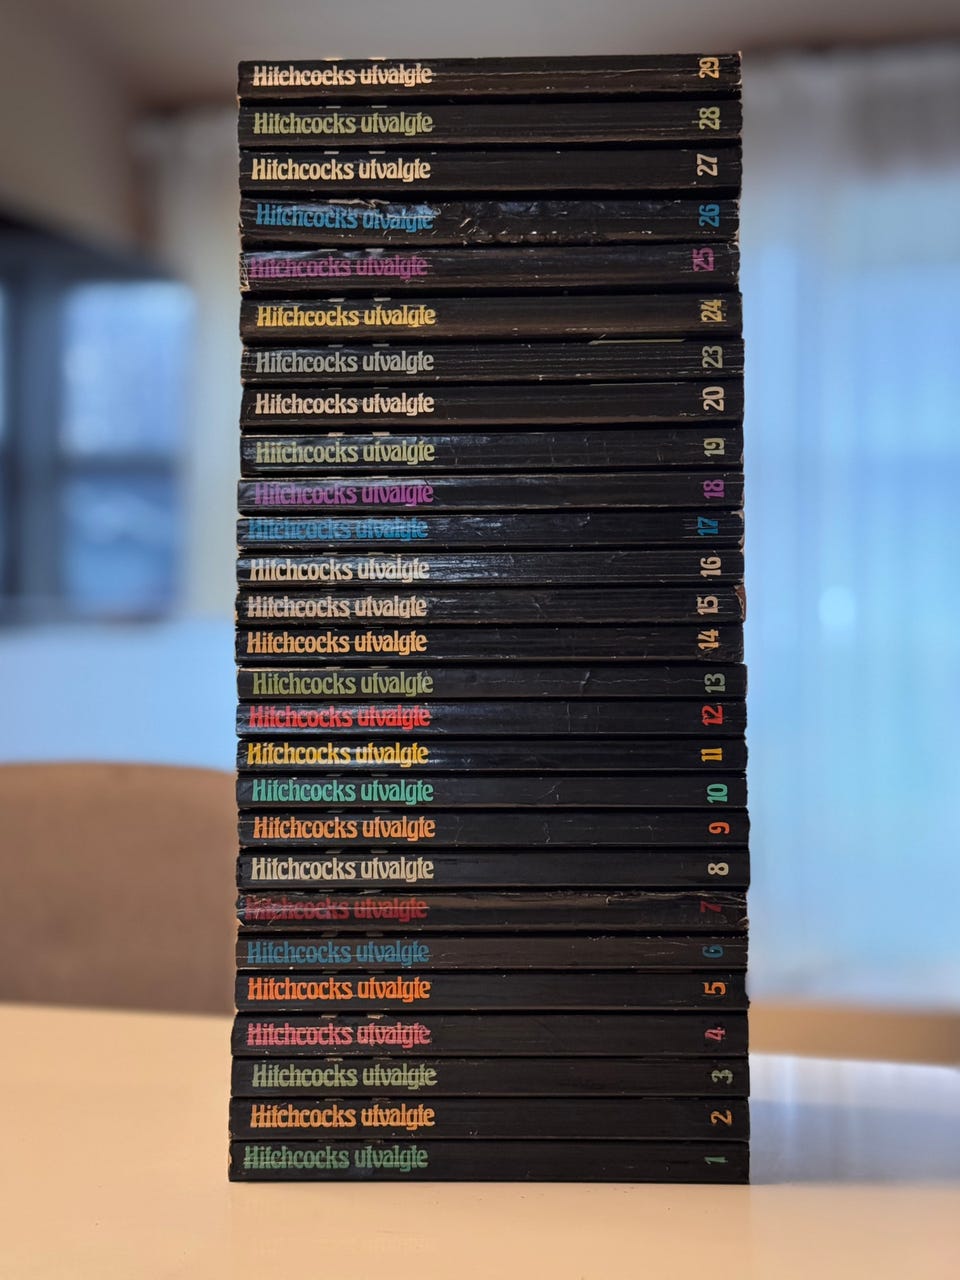 Hitchcocks utvalgte 29
Hitchcocks utvalgte 28
Hitchcocks utvalgte 27
Hitchcocks utvalgte 26
Hitchcocks utvalgte 25
Hitchcocks utvalgte 24
Hitchcocks utvalgte 23
Hitchcocks utvalgte 20
Hitchcocks utvalgte 19
Hitchcocks utvalgte 18
Hitchcocks utvalgte 17
Hitchcocks utvalgte 16
Hitchcocks utvalgte 15
Hitchcocks utvalgte 14
Hitchcocks utvalgte 13
Hitchcocks utvalgte 12
Hitchcocks utvalgte 11
Hitchcocks utvalgte 10
Hitchcocks utvalgte 9
Hitchcocks utvalgte 8
Hitchcocks utvalgte 7
Hitchcocks utvalgte 6
Hitchcocks utvalgte 5
Hitchcocks utvalgte 4
Hitchcocks utvalgte 3
Hitchcocks utvalgte 2
Hitchcocks utvalgte 1